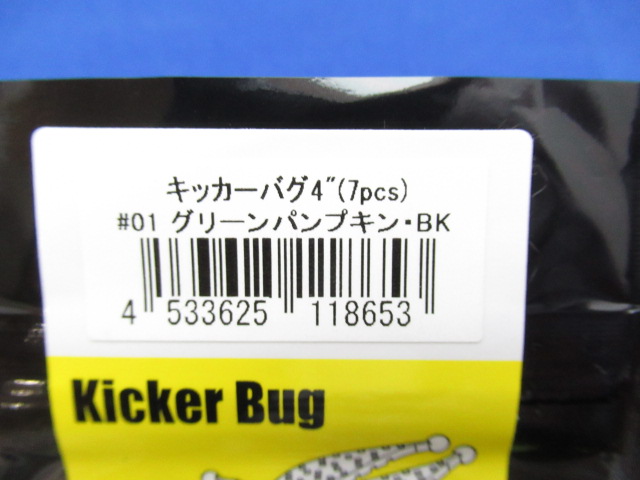 キッカーバグ4"(7pcs)
#01 グリーンパンプキン・BK
4 533625 118653
Kicker Bug